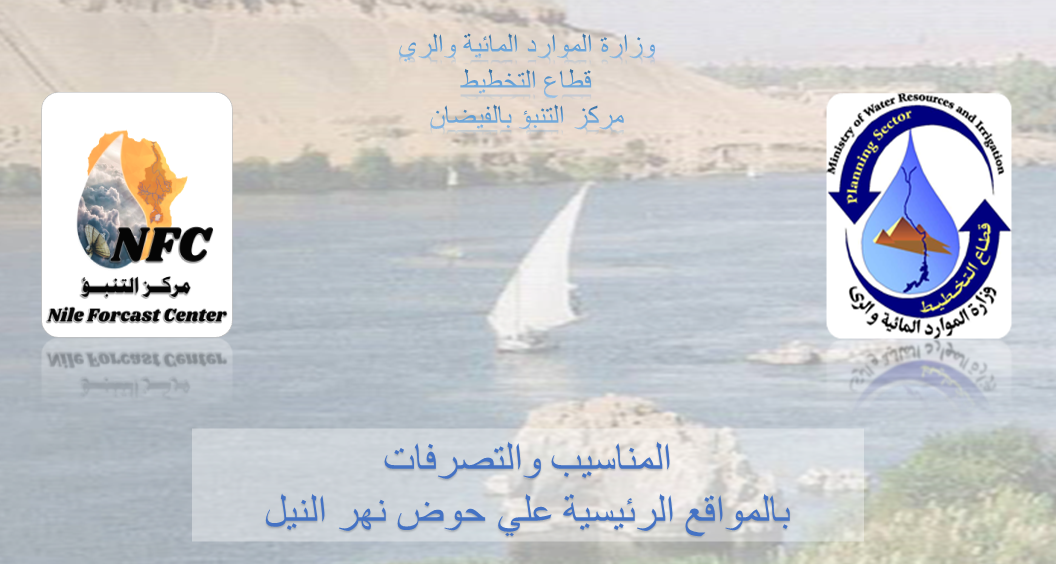 وزارة الموارد المائية والري
قطاع التخطيط
مركز التنبؤ بالفيضان
NFC
مركز التنبؤ
Nile Forcast Center
Ministry of Water Resources and Irrigation
Planning Sector
قطاع التخطيط
وزارة الموارد المائية والرى
المناسيب والتصرفات
بالمواقع الرئيسية علي حوض نهر النيل